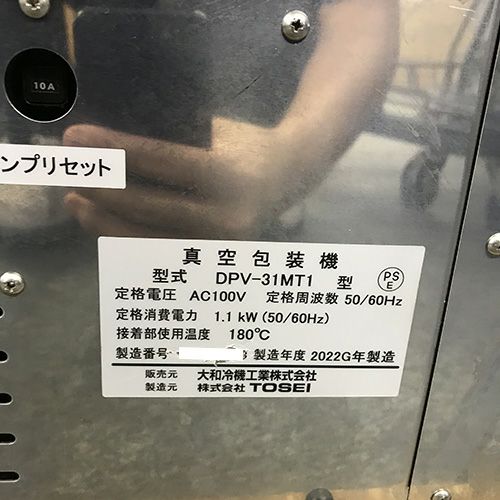 10A
ンプリセット
真空包装機
型式 DPV-31MT1 型
PS
E
定格電圧 AC100V 定格周波数 50/60Hz
定格消費電力 1.1 kW (50/60Hz)
接着部使用温度 180℃
製造番号 製造年度 2022G年製造
販売元 大和冷機工業株式会社
製造元 株式会社 TOSEI